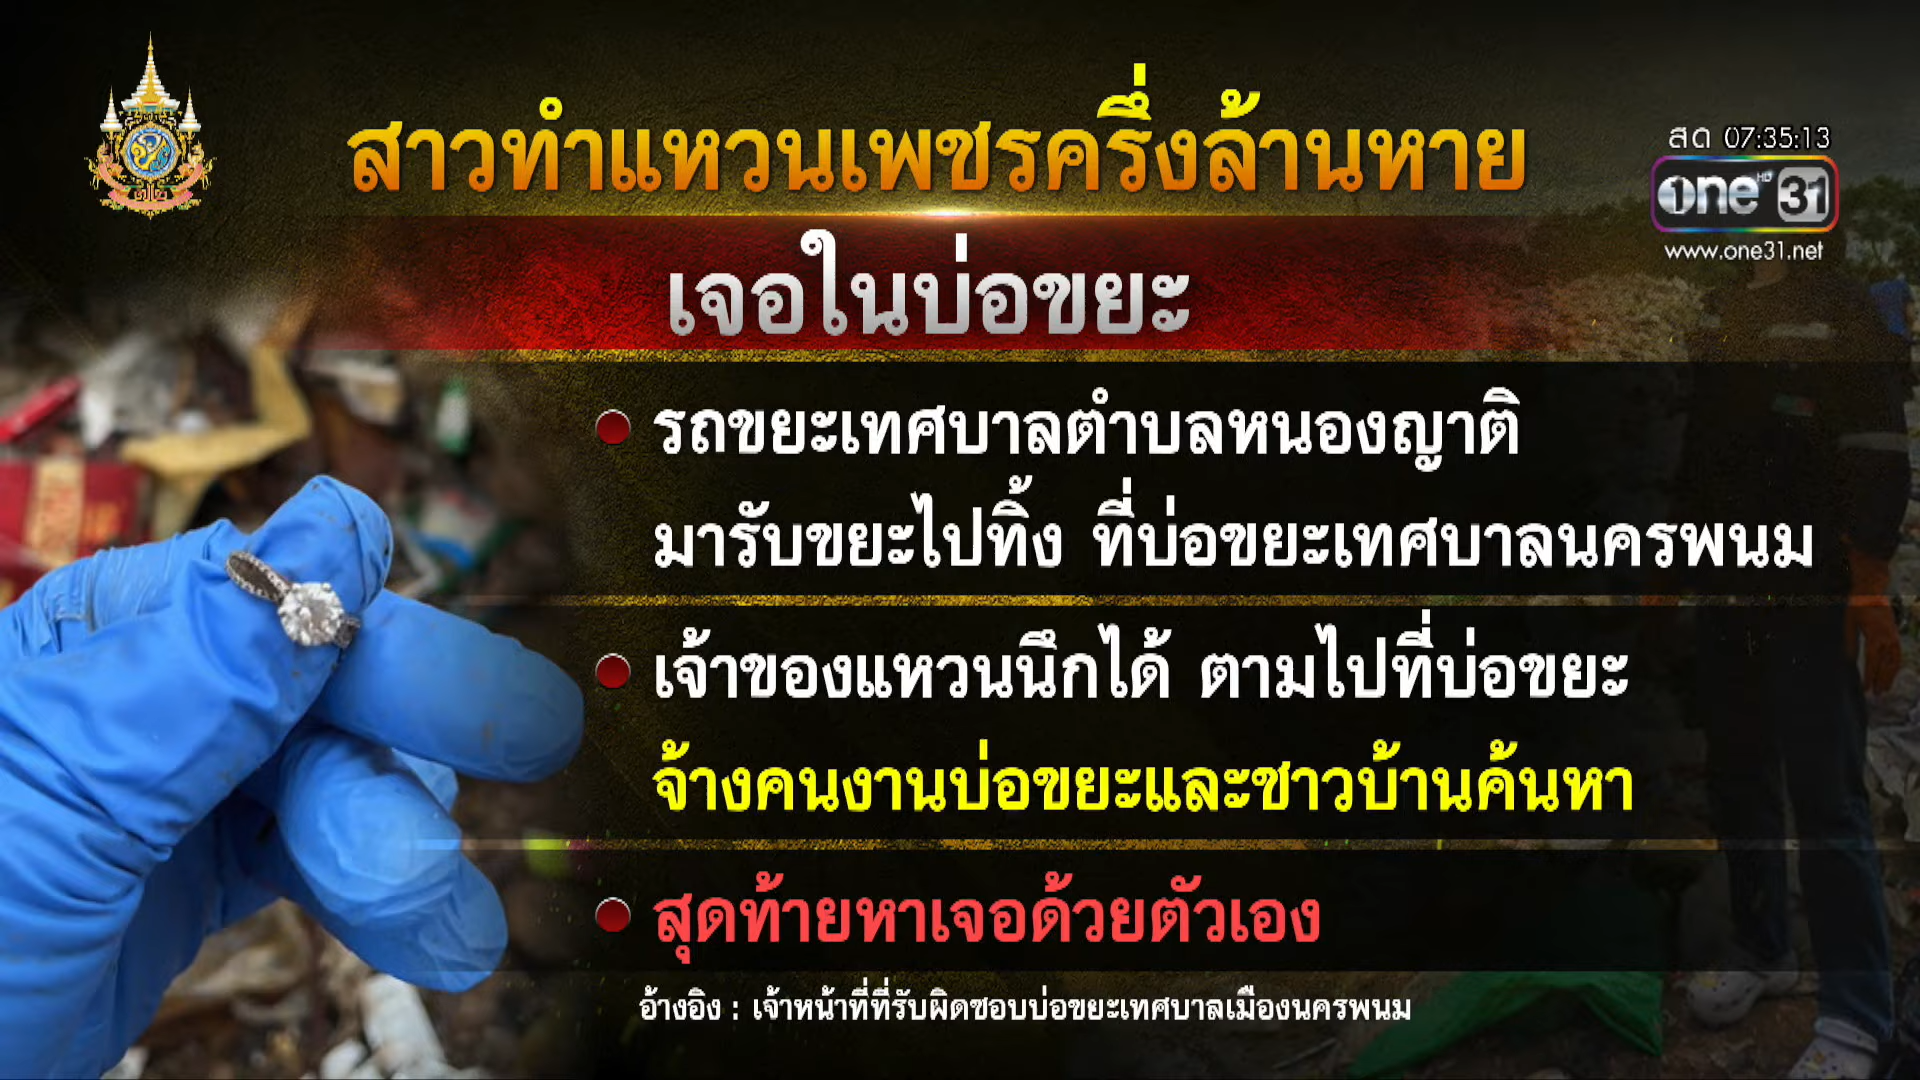 สาวทำแหวนเพชรครึ่งล้านหาย
สด 07:35:13
one HD 31
www.one31.net
เจอในบ่อขยะ
รถขยะเทศบาลตำบลหนองญาติ
มารับขยะไปทิ้ง ที่บ่อขยะเทศบาลนครพนม
เจ้าของแหวนนึกได้ ตามไปที่บ่อขยะ
จ้างคนงานบ่อขยะและชาวบ้านค้นหา
สุดท้ายหาเจอด้วยตัวเอง
อ้างอิง : เจ้าหน้าที่ที่รับผิดชอบบ่อขยะเทศบาลเมืองนครพนม